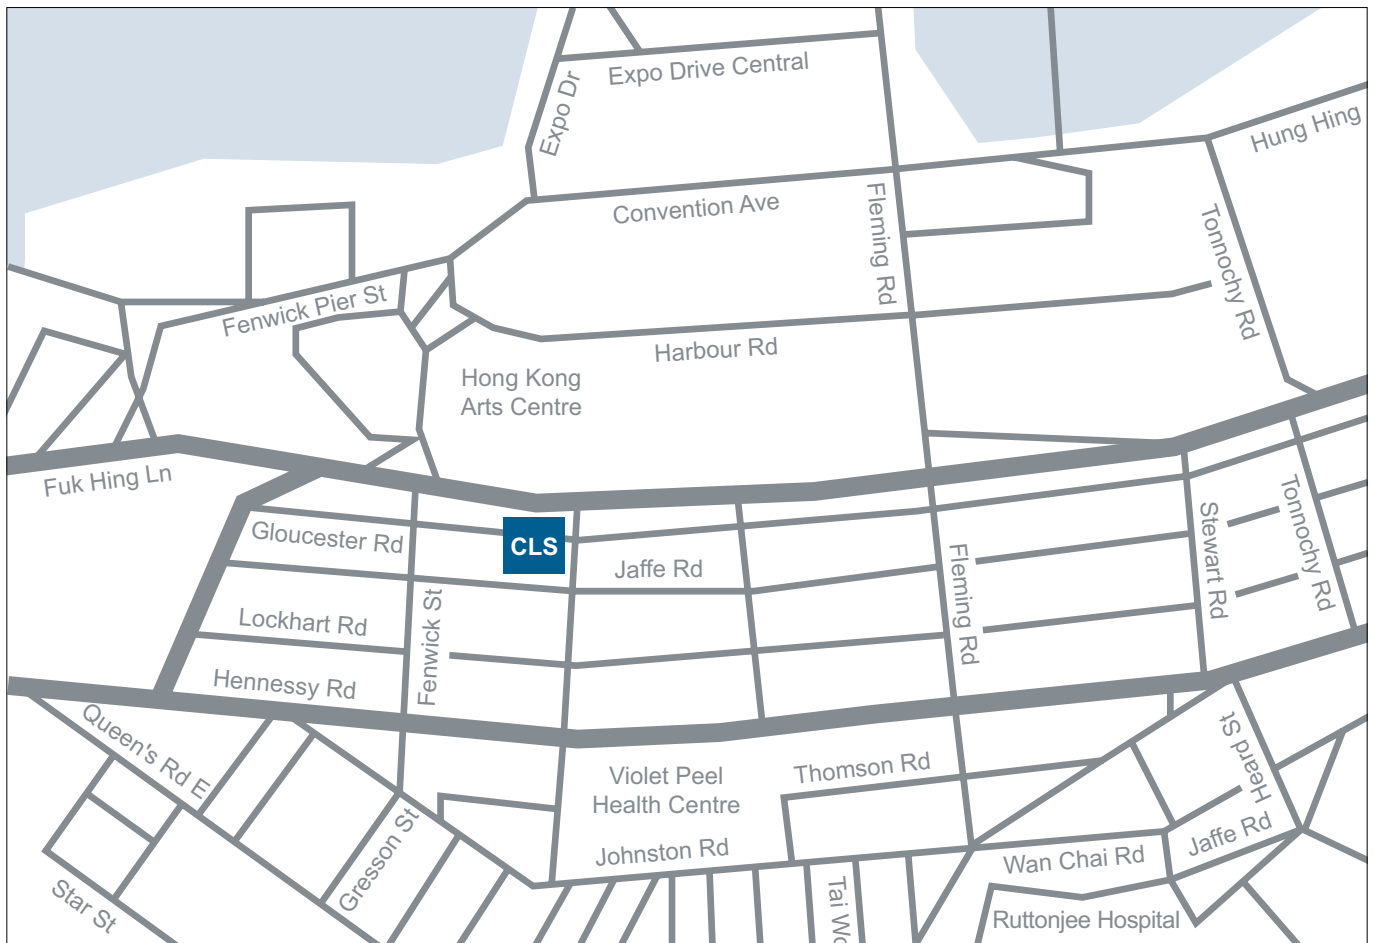 Expo Drive Central
Expo Dr
Hung Hing
Convention Ave
Fleming Rd
Tonnochy Rd
Fenwick Pier St
Harbour Rd
Hong Kong
Arts Centre
Fuk Hing Ln
Gloucester Rd
CLS
Jaffe Rd
Stewart Rd
Tonnochy Rd
Fleming Rd
Lockhart Rd
Fenwick St
Hennessy Rd
Queen's Rd E
Heard St
Thomson Rd
Violet Peel
Health Centre
Gresson St
Johnston Rd
Jaffe Rd
Wan Chai Rd
Star St
Tai
Ruttonjee Hospital